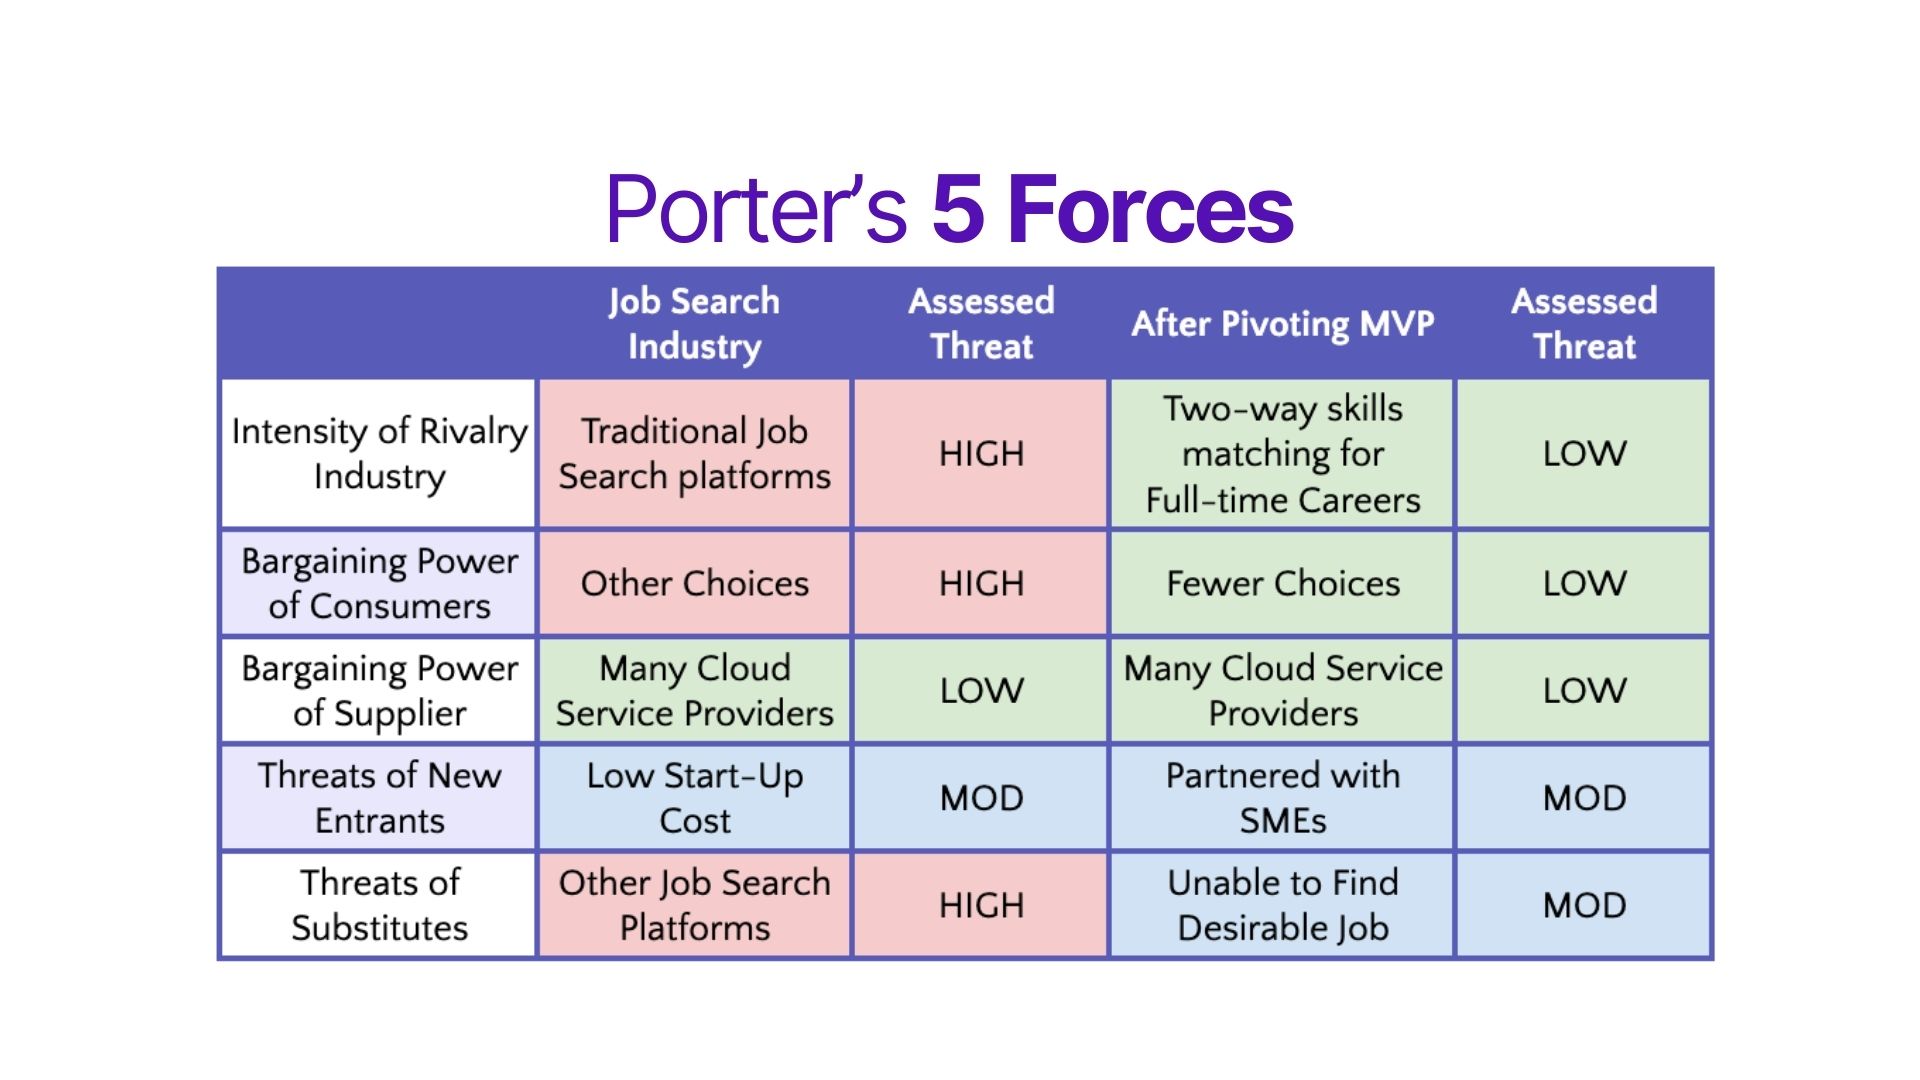 Porter’s 5 Forces
Job Search
Industry
Assessed
Threat
After Pivoting MVP
Assessed
Threat
Intensity of Rivalry
Industry
Traditional Job
Search platforms
HIGH
Two-way skills
matching for
Full-time Careers
LOW
Bargaining Power
of Consumers
Other Choices
HIGH
Fewer Choices
LOW
Bargaining Power
of Supplier
Many Cloud
Service Providers
LOW
Many Cloud Service
Providers
LOW
Threats of New
Entrants
Low Start-Up
Cost
MOD
Partnered with
SMEs
MOD
Threats of
Substitutes
Other Job Search
Platforms
HIGH
Unable to Find
Desirable Job
MOD